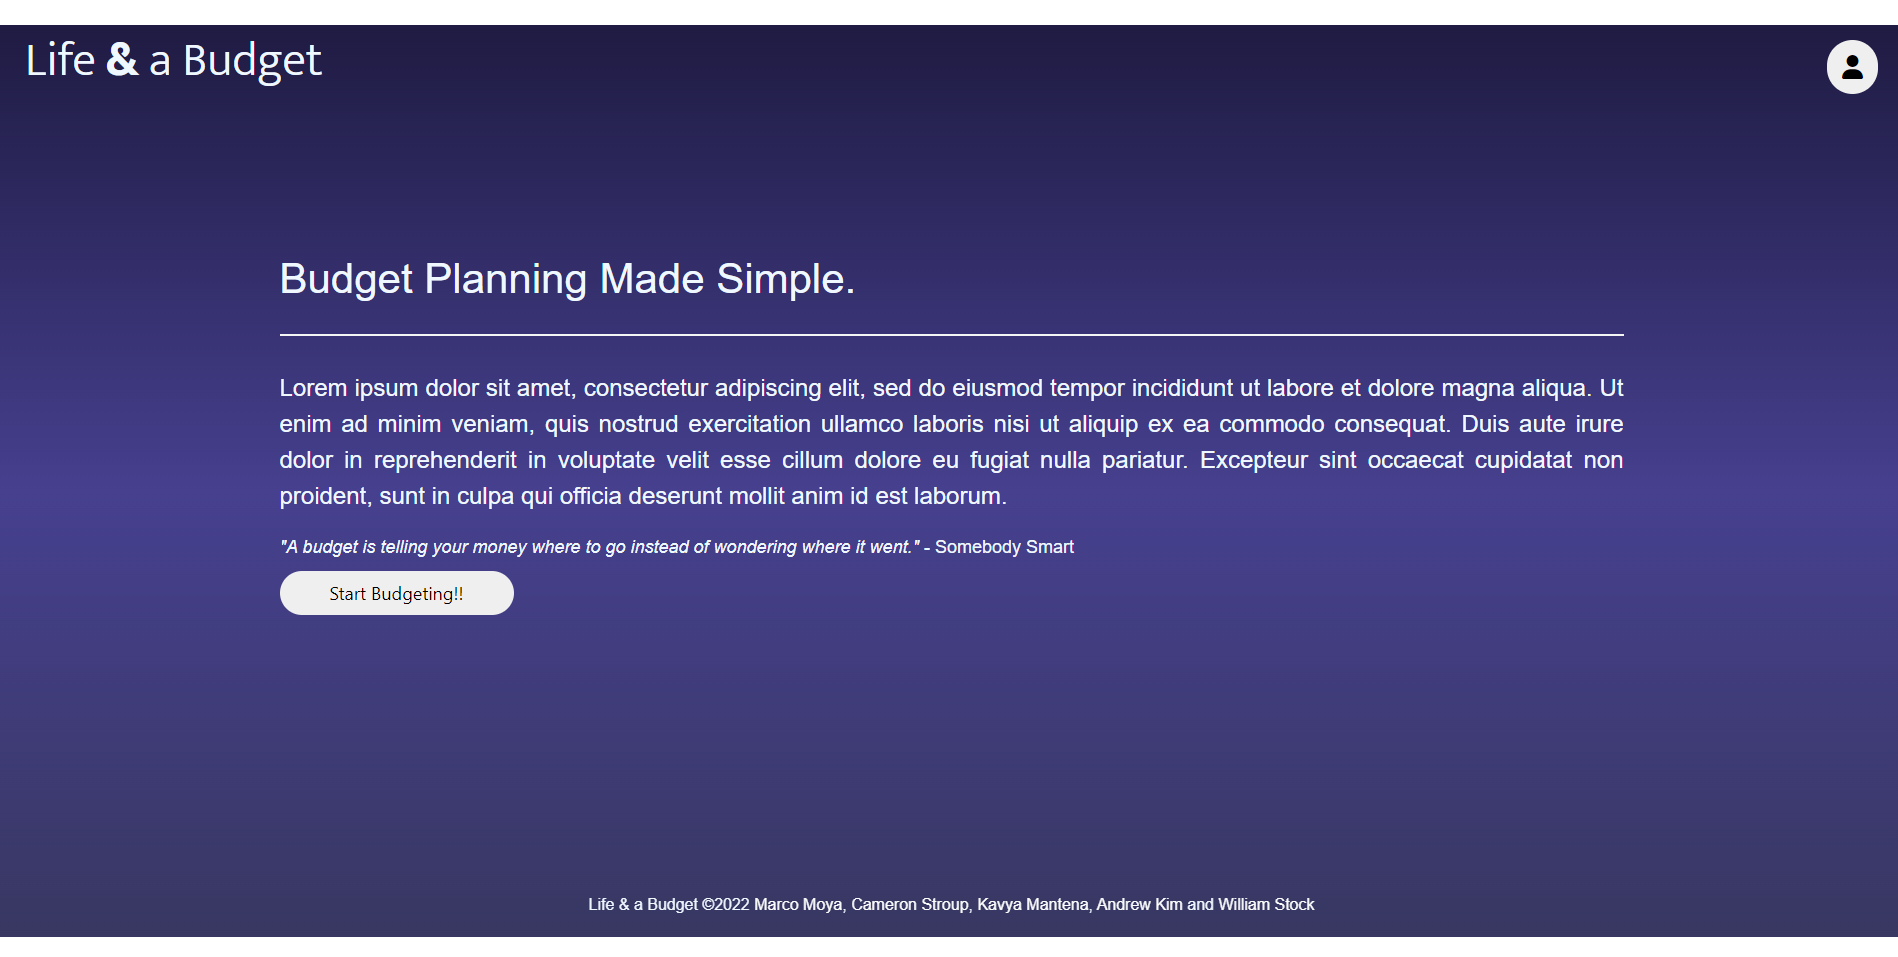 Life & a Budget
Budget Planning Made Simple.
Lorem ipsum dolor sit amet, consectetur adipiscing elit, sed do eiusmod tempor incididunt ut labore et dolore magna aliqua. Ut
enim ad minim veniam, quis nostrud exercitation ullamco laboris nisi ut aliquip ex ea commodo consequat. Duis aute irure
dolor in reprehenderit in voluptate velit esse cillum dolore eu fugiat nulla pariatur. Excepteur sint occaecat cupidatat non
proident, sunt in culpa qui officia deserunt mollit anim id est laborum.
"A budget is telling your money where to go instead of wondering where it went." - Somebody Smart
Start Budgeting!!
Life & a Budget ©2022 Marco Moya, Cameron Stroup, Kavya Mantena, Andrew Kim and William Stock